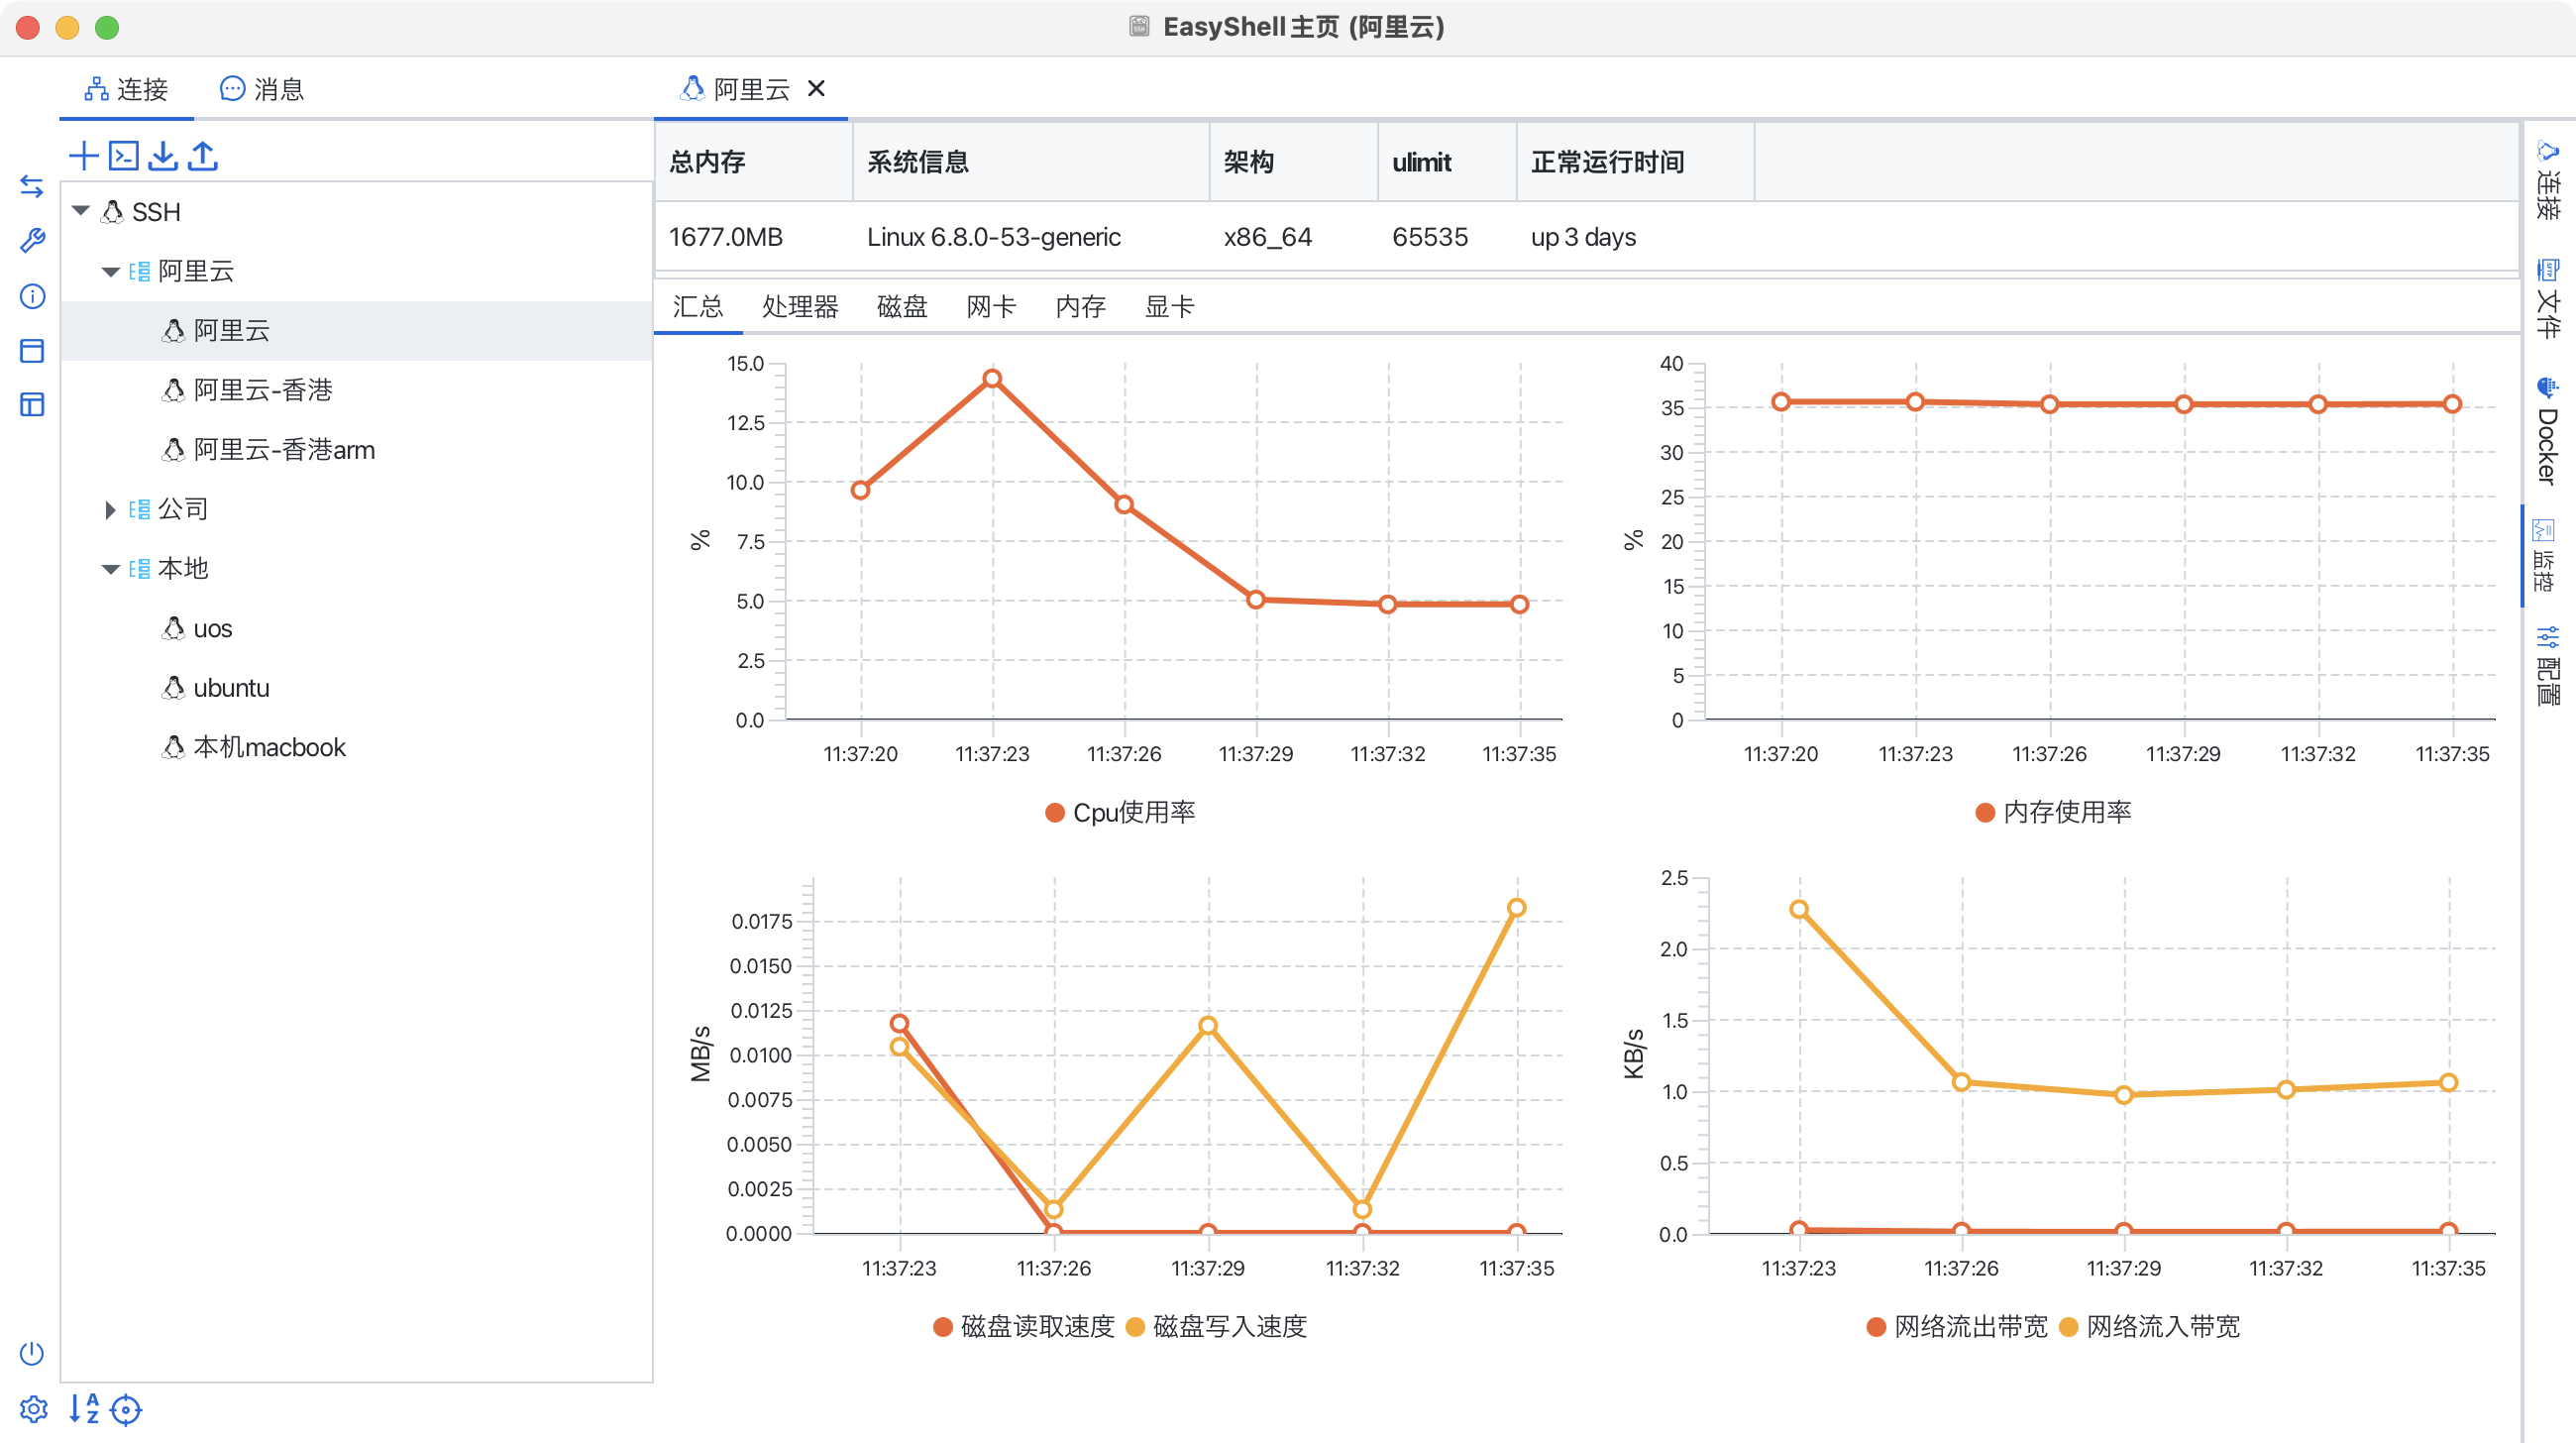 EasyShell主页 (阿里云)
连接 消息
阿里云
SSH
阿里云
阿里云
阿里云-香港
阿里云-香港arm
公司
本地
uos
ubuntu
本机macbook
总内存 系统信息 架构 ulimit 正常运行时间
1677.0MB Linux 6.8.0-53-generic x86_64 65535 up 3 days
汇总 处理器 磁盘 网卡 内存 显卡
%
15.0
12.5
10.0
7.5
5.0
2.5
0.0
11:37:20 11:37:23 11:37:26 11:37:29 11:37:32 11:37:35
Cpu使用率
%
40
35
30
25
20
15
10
5
0
11:37:20 11:37:23 11:37:26 11:37:29 11:37:32 11:37:35
内存使用率
MB/s
0.0175
0.0150
0.0125
0.0100
0.0075
0.0050
0.0025
0.0000
11:37:23 11:37:26 11:37:29 11:37:32 11:37:35
磁盘读取速度 磁盘写入速度
KB/s
2.5
2.0
1.5
1.0
0.5
0.0
11:37:23 11:37:26 11:37:29 11:37:32 11:37:35
网络流出带宽 网络流入带宽
连接
文件
Docker
监控
配置